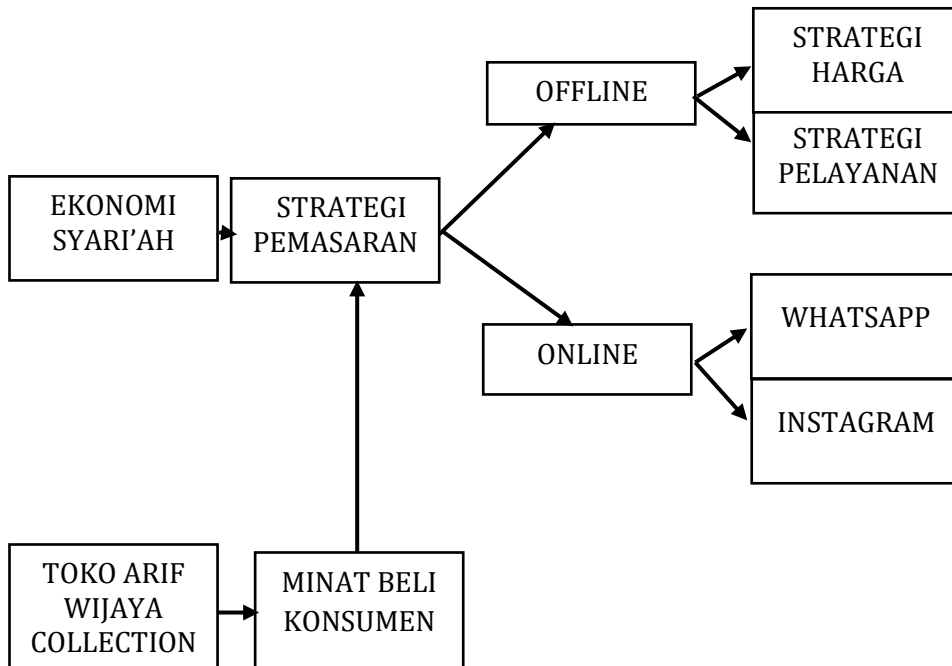 STRATEGI
HARGA
OFFLINE
STRATEGI
PELAYANAN
EKONOMI
SYARI’AH
STRATEGI
PEMASARAN
WHATSAPP
ONLINE
INSTAGRAM
TOKO ARIF
WIJAYA
COLLECTION
MINAT BELI
KONSUMEN